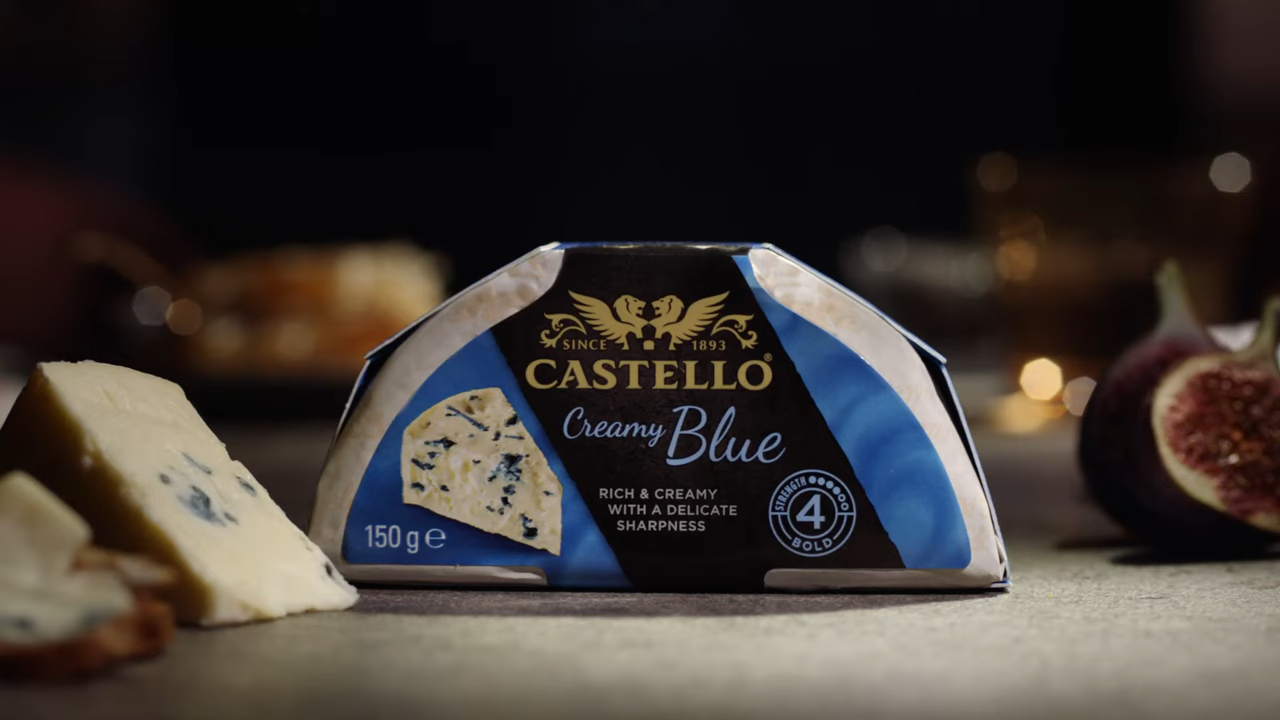 SINCE 1893
CASTELLO®
Creamy Blue
RICH & CREAMY
WITH A DELICATE
SHARPNESS
STRENGTH
4
BOLD
150 g ℮